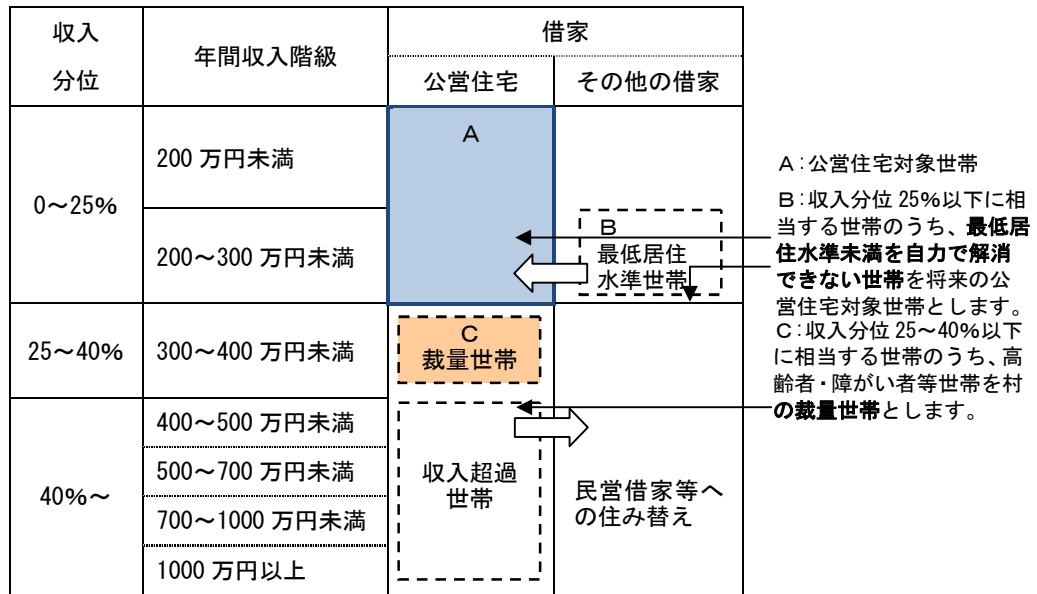 収入
分位
年間収入階級
借家
公営住宅
その他の借家
0～25%
200 万円未満
200～300 万円未満
A
B
最低居住
水準世帯
25～40%
300～400 万円未満
C
裁量世帯
40%～
400～500 万円未満
500～700 万円未満
700～1000 万円未満
1000 万円以上
収入超過
世帯
民営借家等へ
の住み替え
A：公営住宅対象世帯
B：収入分位 25%以下に相
当する世帯のうち、最低居
住水準未満を自力で解消
できない世帯を将来の公
営住宅対象世帯とします。
C：収入分位 25～40%以下
に相当する世帯のうち、高
齢者・障がい者等世帯を村
の裁量世帯とします。